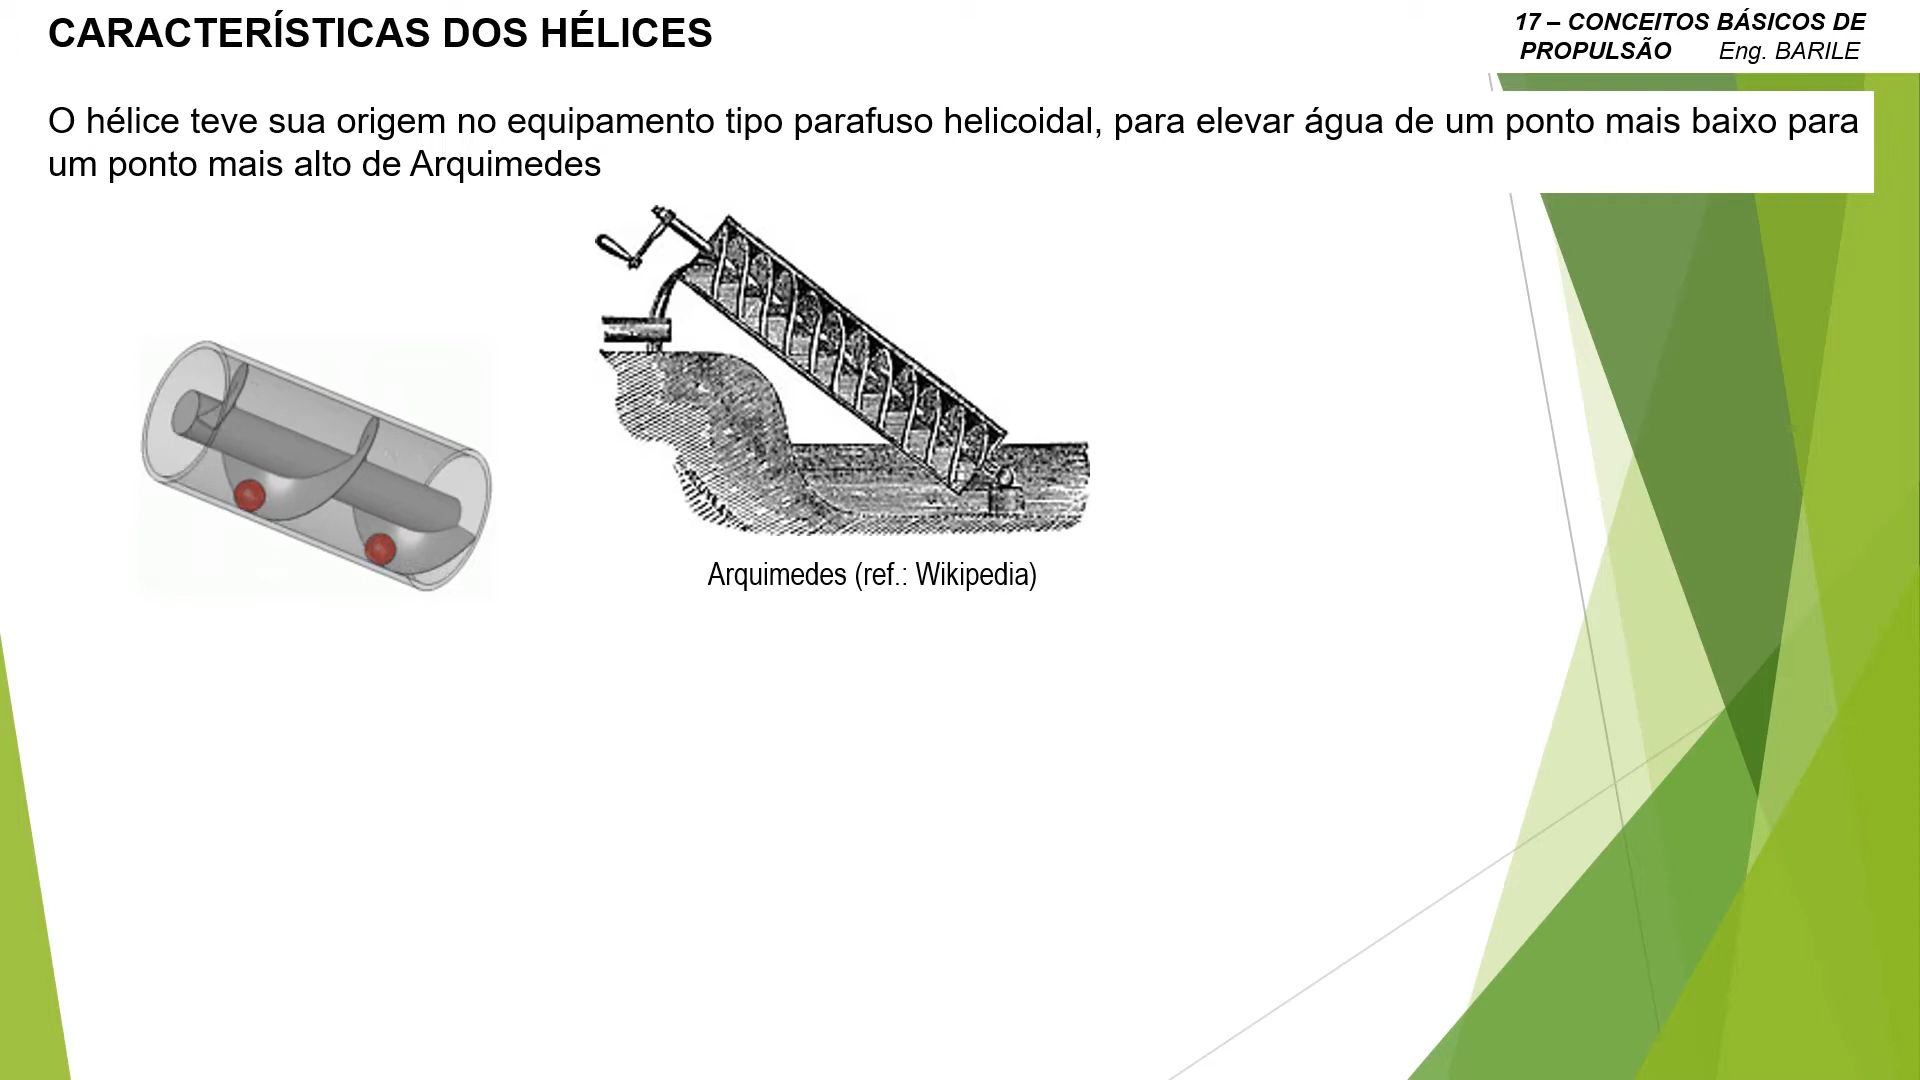 CARACTERÍSTICAS DOS HÉLICES
17 – CONCEITOS BÁSICOS DE
PROPULSÃO Eng. BARILE
O hélice teve sua origem no equipamento tipo parafuso helicoidal, para elevar água de um ponto mais baixo para
um ponto mais alto de Arquimedes
Arquimedes (ref.: Wikipedia)